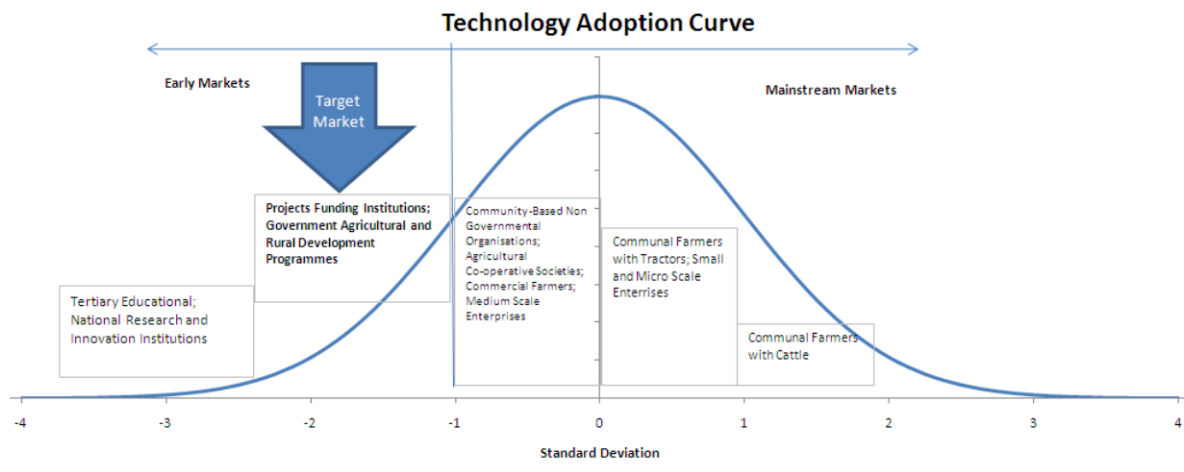 Technology Adoption Curve
Early Markets
Mainstream Markets
Target
Market
Projects Funding Institutions;
Government Agricultural and
Rural Development
Programmes
Community-Based Non
Governmental
Organisations;
Agricultural
Co-operative Societies;
Commercial Farmers;
Medium Scale
Enterprises
Communal Farmers
with Tractors; Small
and Micro Scale
Enterrises
Tertiary Educational;
National Research and
Innovation Institutions
Communal Farmers
with Cattle
-4 -3 -2 -1 0 1 2 3 4
Standard Deviation